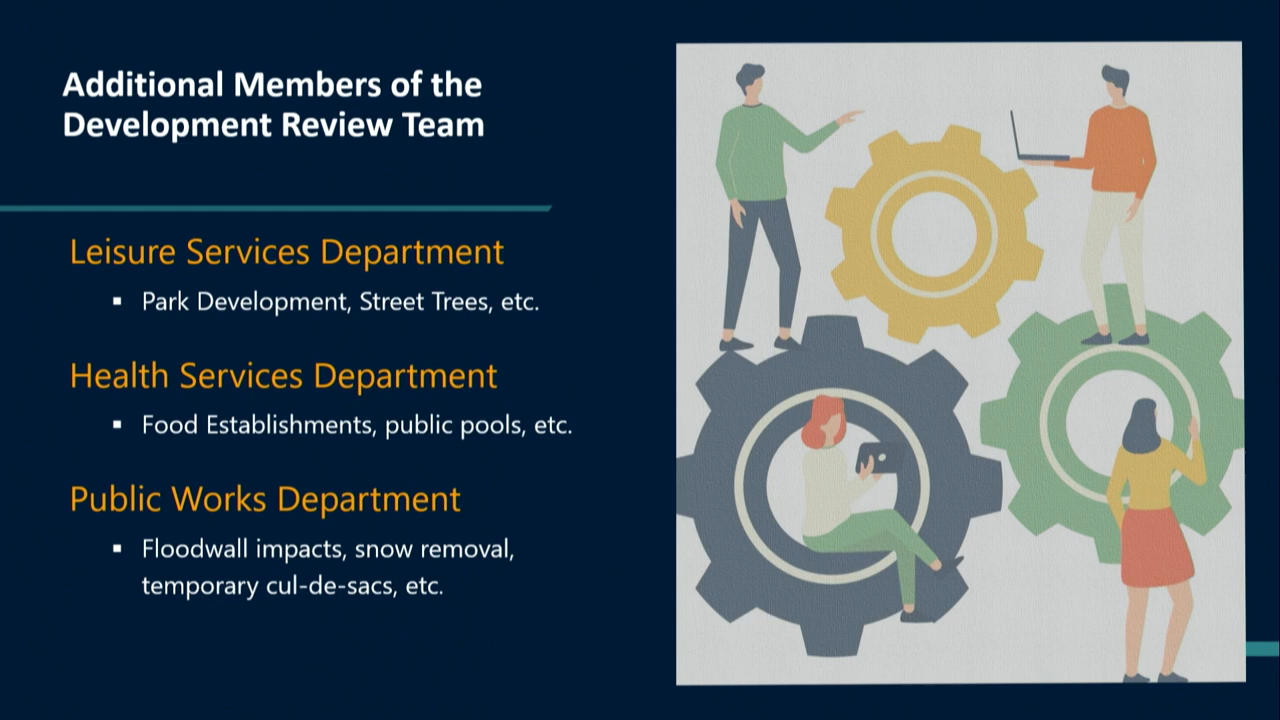 Additional Members of the
Development Review Team
Leisure Services Department
▪ Park Development, Street Trees, etc.
Health Services Department
▪ Food Establishments, public pools, etc.
Public Works Department
▪ Floodwall impacts, snow removal,
temporary cul-de-sacs, etc.